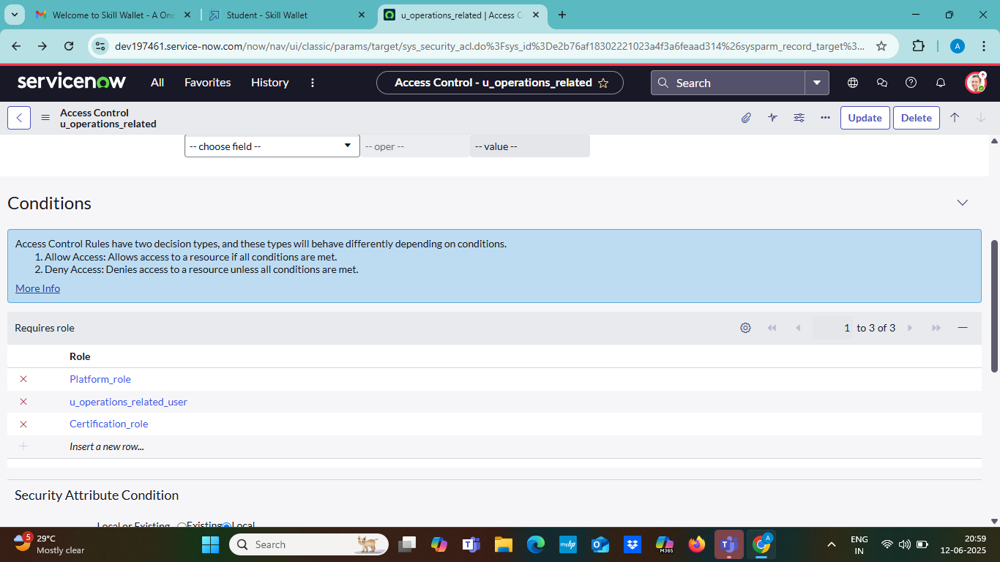 Welcome to Skill Wallet - A One
Student - Skill Wallet
u_operations_related | Access C
dev197461.service-now.com/now/nav/ui/classic/params/target/sys_security_acl.do%3Fsys_id%3De2b76af18302221023a4f3a6feaad314%26sysparm_record_target%3...
A
servicenow
All
Favorites
History
Access Control - u_operations_related
Search
Access Control
u_operations_related
Update
Delete
-- choose field --
-- oper --
-- value --
Conditions
Access Control Rules have two decision types, and these types will behave differently depending on conditions.
1. Allow Access: Allows access to a resource if all conditions are met.
2. Deny Access: Denies access to a resource unless all conditions are met.
More Info
Requires role
1 to 3 of 3
Role
Platform_role
u_operations_related_user
Certification_role
Insert a new row...
Security Attribute Condition
Local or Existing
Existing
Local
5
29°C
Mostly clear
Search
myhp
M365
A
ENG
IN
20:59
12-06-2025